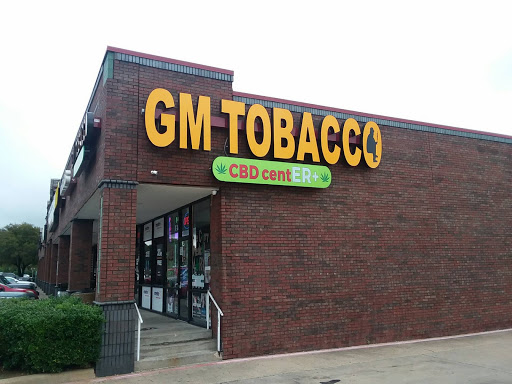 GM TOBACCO
CBD centER+